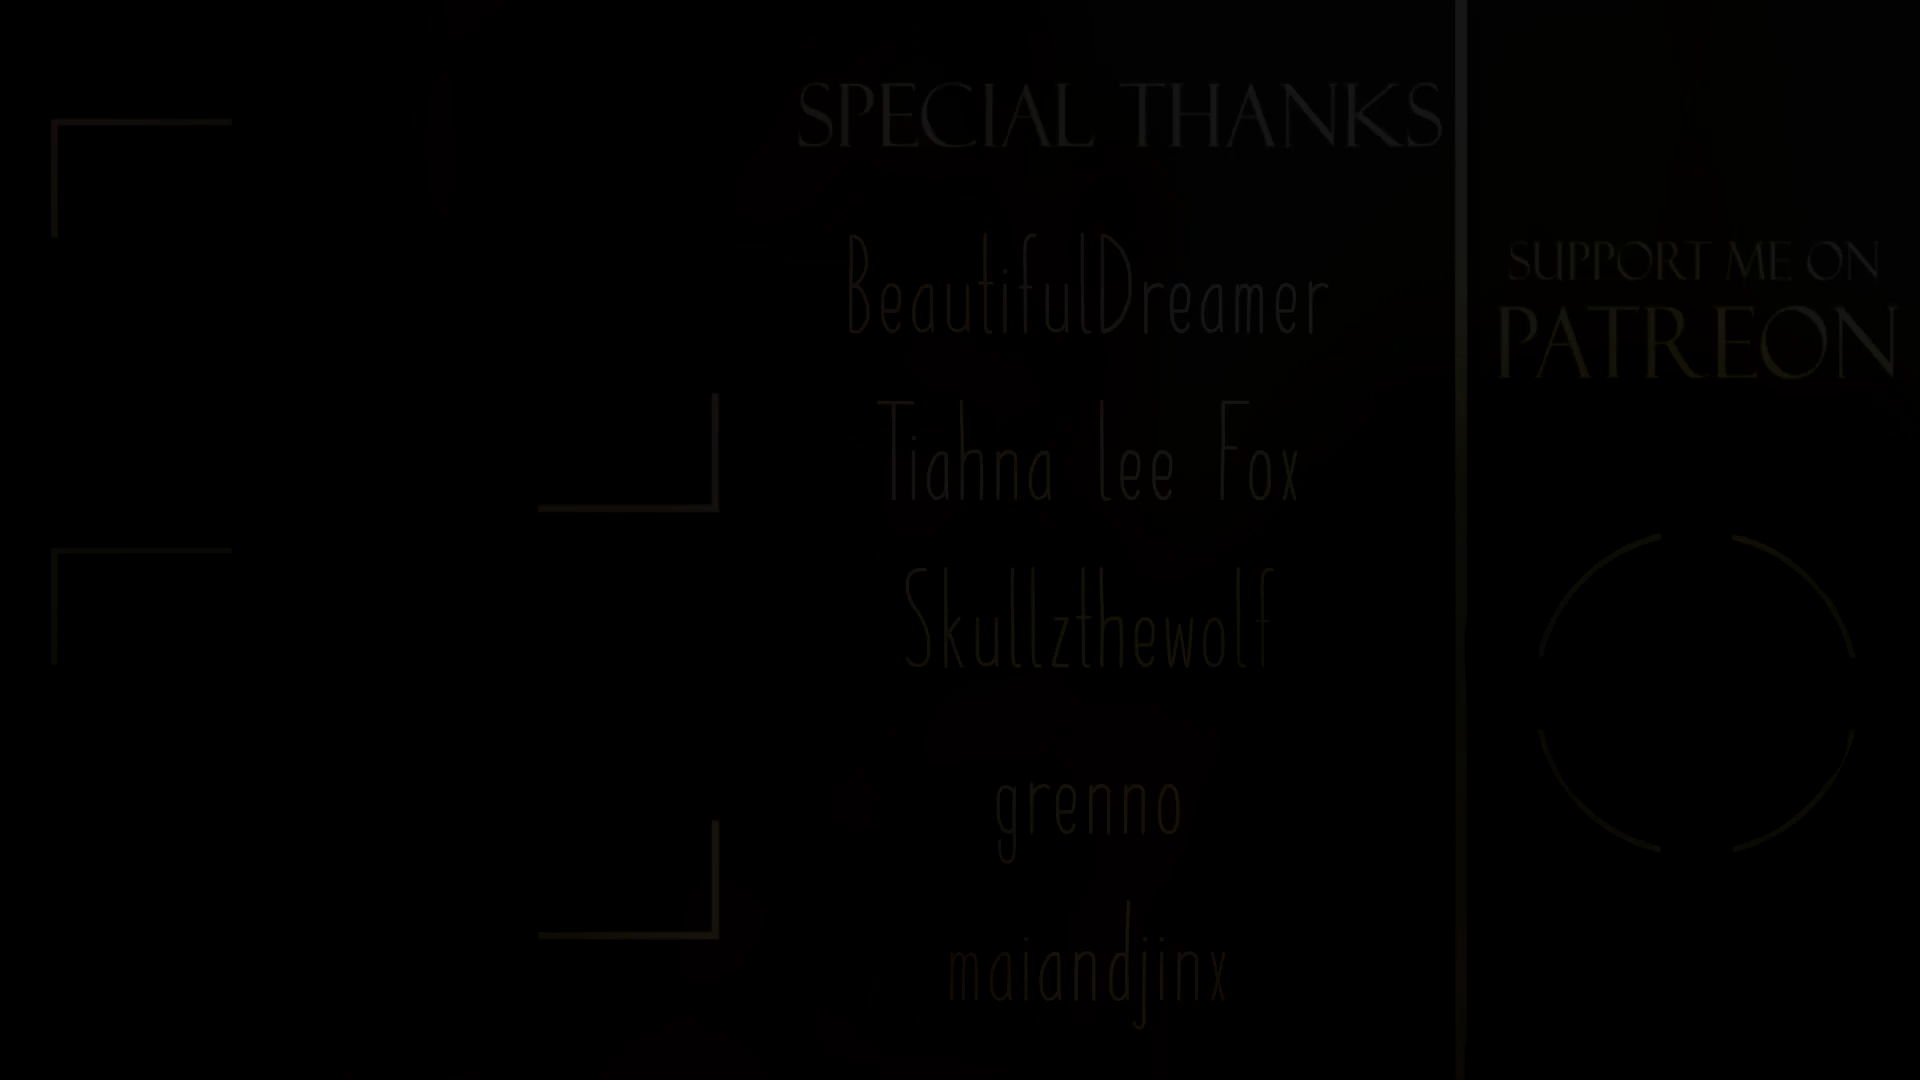 SPECIAL THANKS
BeautifulDreamer
Tiahna Lee Fox
Skullzthewolf
grenno
maiandjinx
SUPPORT ME ON
PATREON